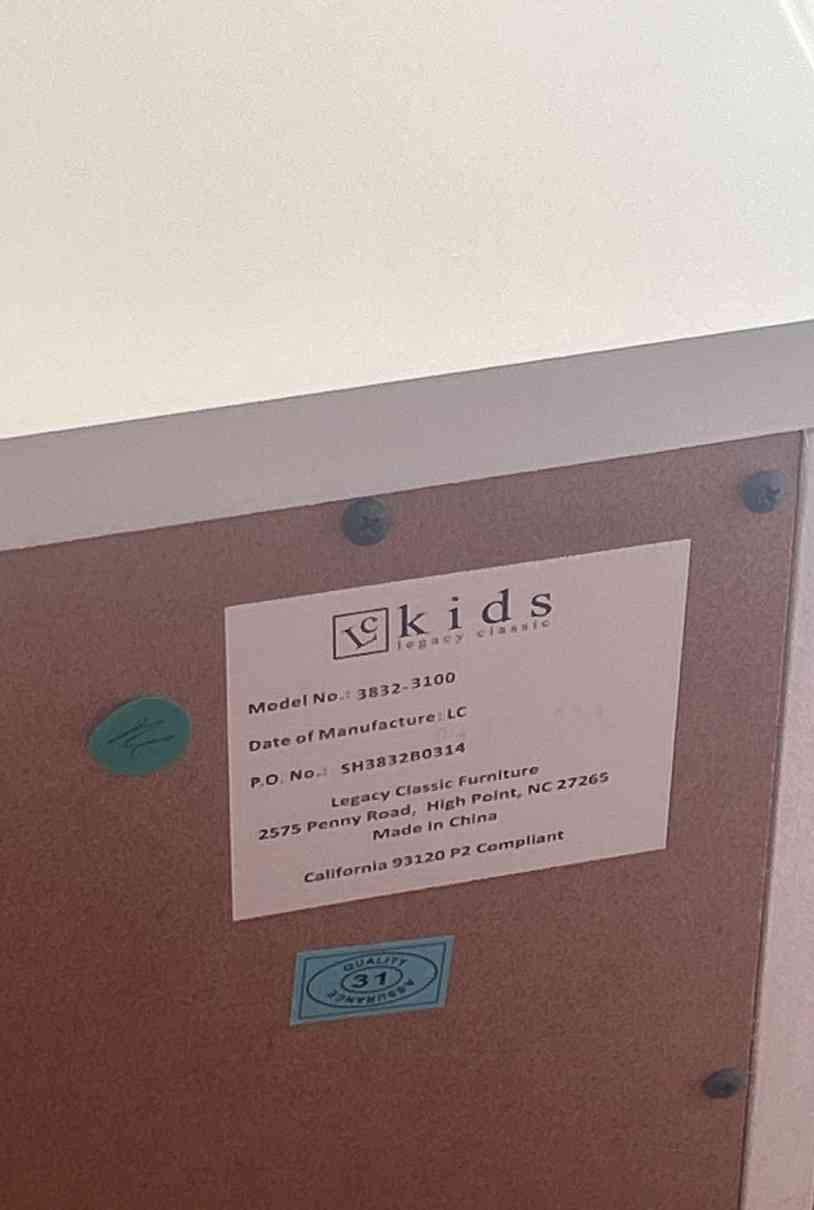 LC kids
legacy classic
Model No.: 3832-3100
Date of Manufacture: LC
P.O. No.: SH3832B0314
Legacy Classic Furniture
2575 Penny Road, High Point, NC 27265
Made in China
California 93120 P2 Compliant
QUALITY
31
ASSURANCE